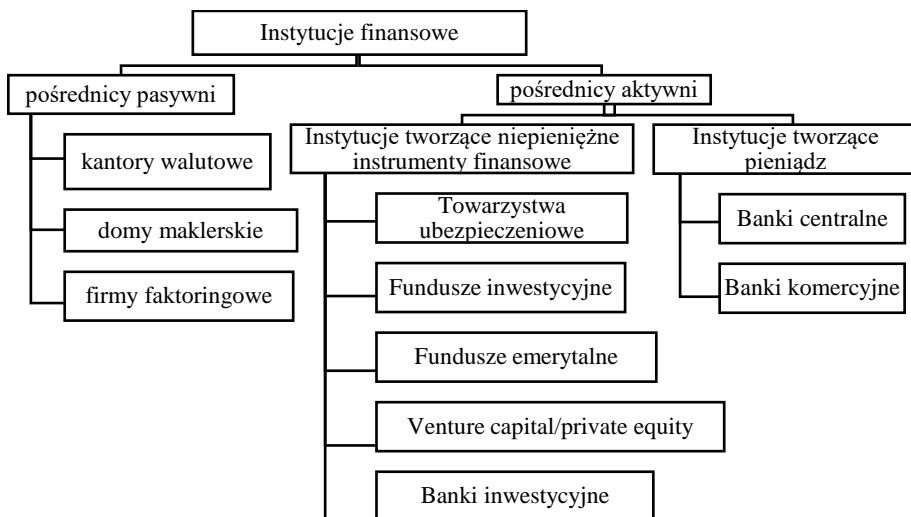 Instytucje finansowe
pośrednicy pasywni
kantory walutowe
domy maklerskie
firmy faktoringowe
pośrednicy aktywni
Instytucje tworzące niepieniężne
instrumenty finansowe
Towarzystwa
ubezpieczeniowe
Fundusze inwestycyjne
Fundusze emerytalne
Venture capital/private equity
Banki inwestycyjne
Instytucje tworzące
pieniądz
Banki centralne
Banki komercyjne